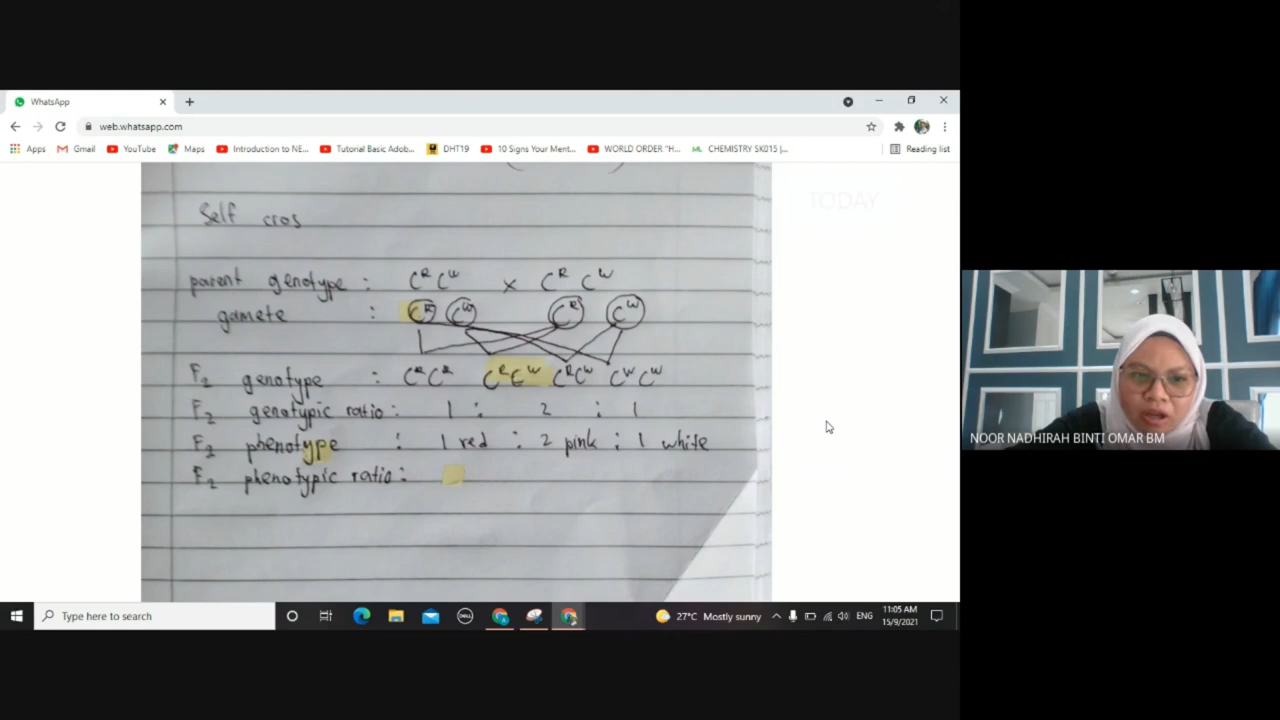 WhatsApp
web.whatsapp.com
Apps Gmail YouTube Maps Introduction to NE... Tutorial Basic Adob... DHT19 10 Signs Your Ment... WORLD ORDER "H... CHEMISTRY SK015 |... Reading list
TODAY
Self cros
parent genotype : CᴿCᵂ × Cᴿ Cᵂ
gamete : Cᴿ Cᵂ Cᴿ Cᵂ
F₂ genotype : CᴿCᴿ CᴿCᵂ CᴿCᵂ CᵂCᵂ
F₂ genotypic ratio : 1 : 2 : 1
F₂ phenotype : 1 red : 2 pink : 1 white
F₂ phenotypic ratio :
NOOR NADHIRAH BINTI OMAR BM
Type here to search
DELL
27°C Mostly sunny
ENG
11:05 AM
15/9/2021